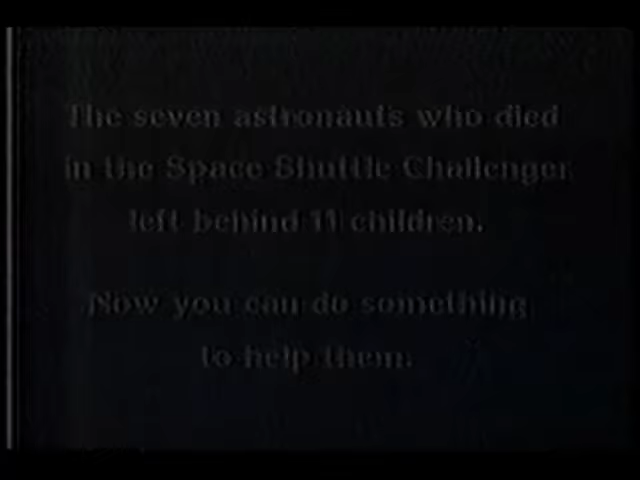 The seven astronauts who died
in the Space Shuttle Challenger
left behind 11 children.
Now you can do something
to help them.